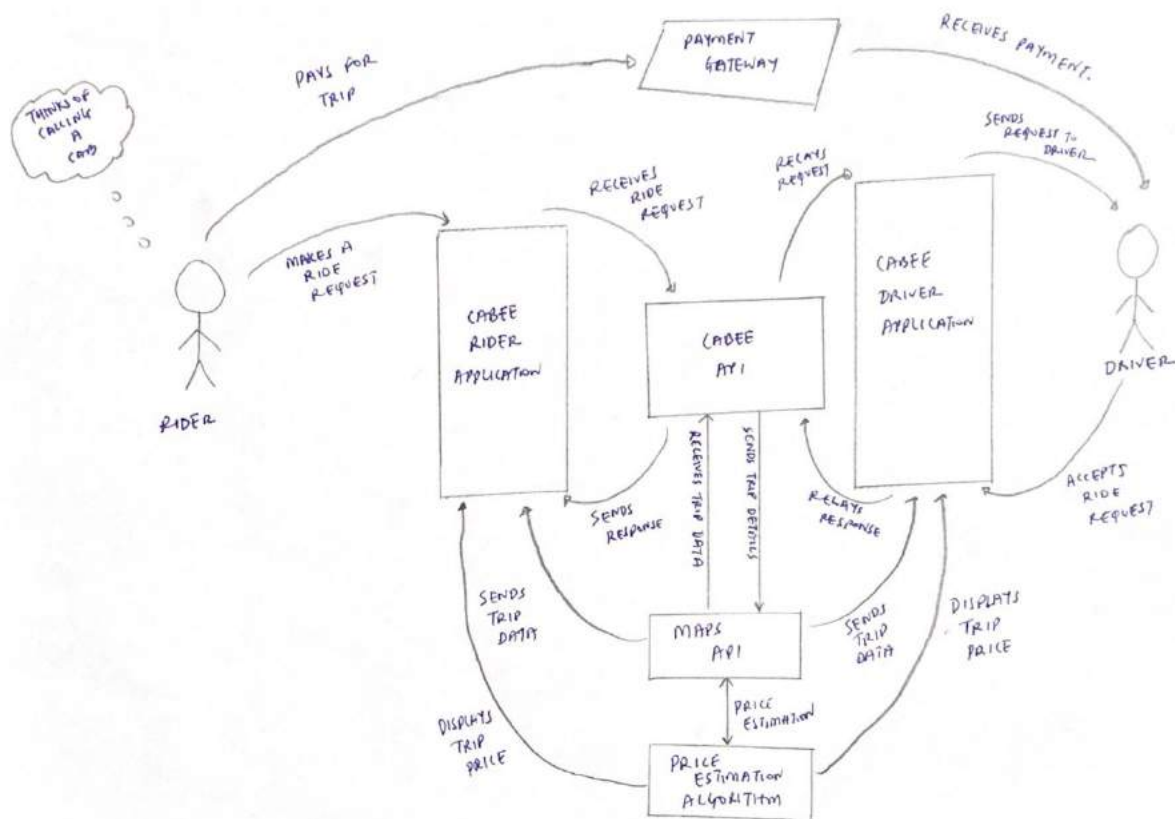 PAYMENT
GATEWAY
RECEIVES PAYMENT.
PAYS FOR
TRIP
THINKS OF
CALLING
A
CAB
SENDS
REQUEST TO
DRIVER
RELAYS
REQUEST
RECEIVES
RIDE
REQUEST
MAKES A
RIDE
REQUEST
CABEE
RIDER
APPLICATION
CABEE
API
CABEE
DRIVER
APPLICATION
RIDER
DRIVER
SENDS
RESPONSE
RECEIVES TRIP DATA
SENDS TRIP DETAILS
RELAYS
RESPONSE
ACCEPTS
RIDE
REQUEST
SENDS
TRIP
DATA
MAPS
API
SENDS
TRIP
DATA
DISPLAYS
TRIP
PRICE
PRICE
ESTIMATION
DISPLAYS
TRIP
PRICE
PRICE
ESTIMATION
ALGORITHM